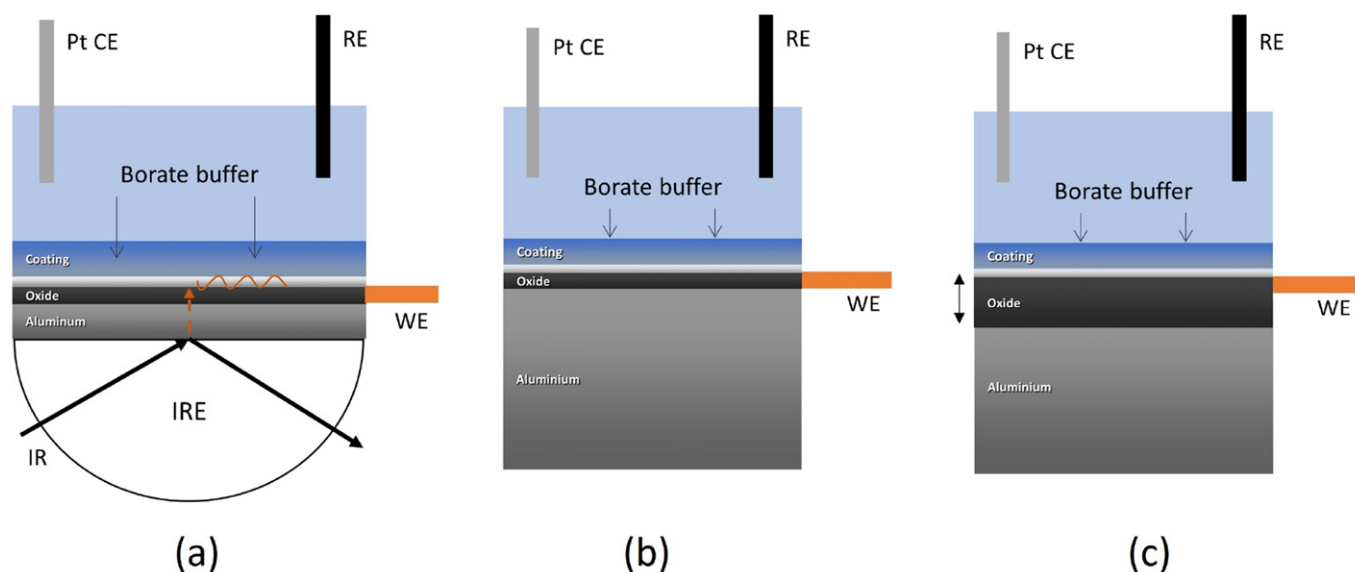 Pt CE
RE
Borate buffer
Coating
Oxide
WE
Aluminum
IRE
IR
(a)
Pt CE
RE
Borate buffer
Coating
Oxide
WE
Aluminium
(b)
Pt CE
RE
Borate buffer
Coating
Oxide
WE
Aluminium
(c)